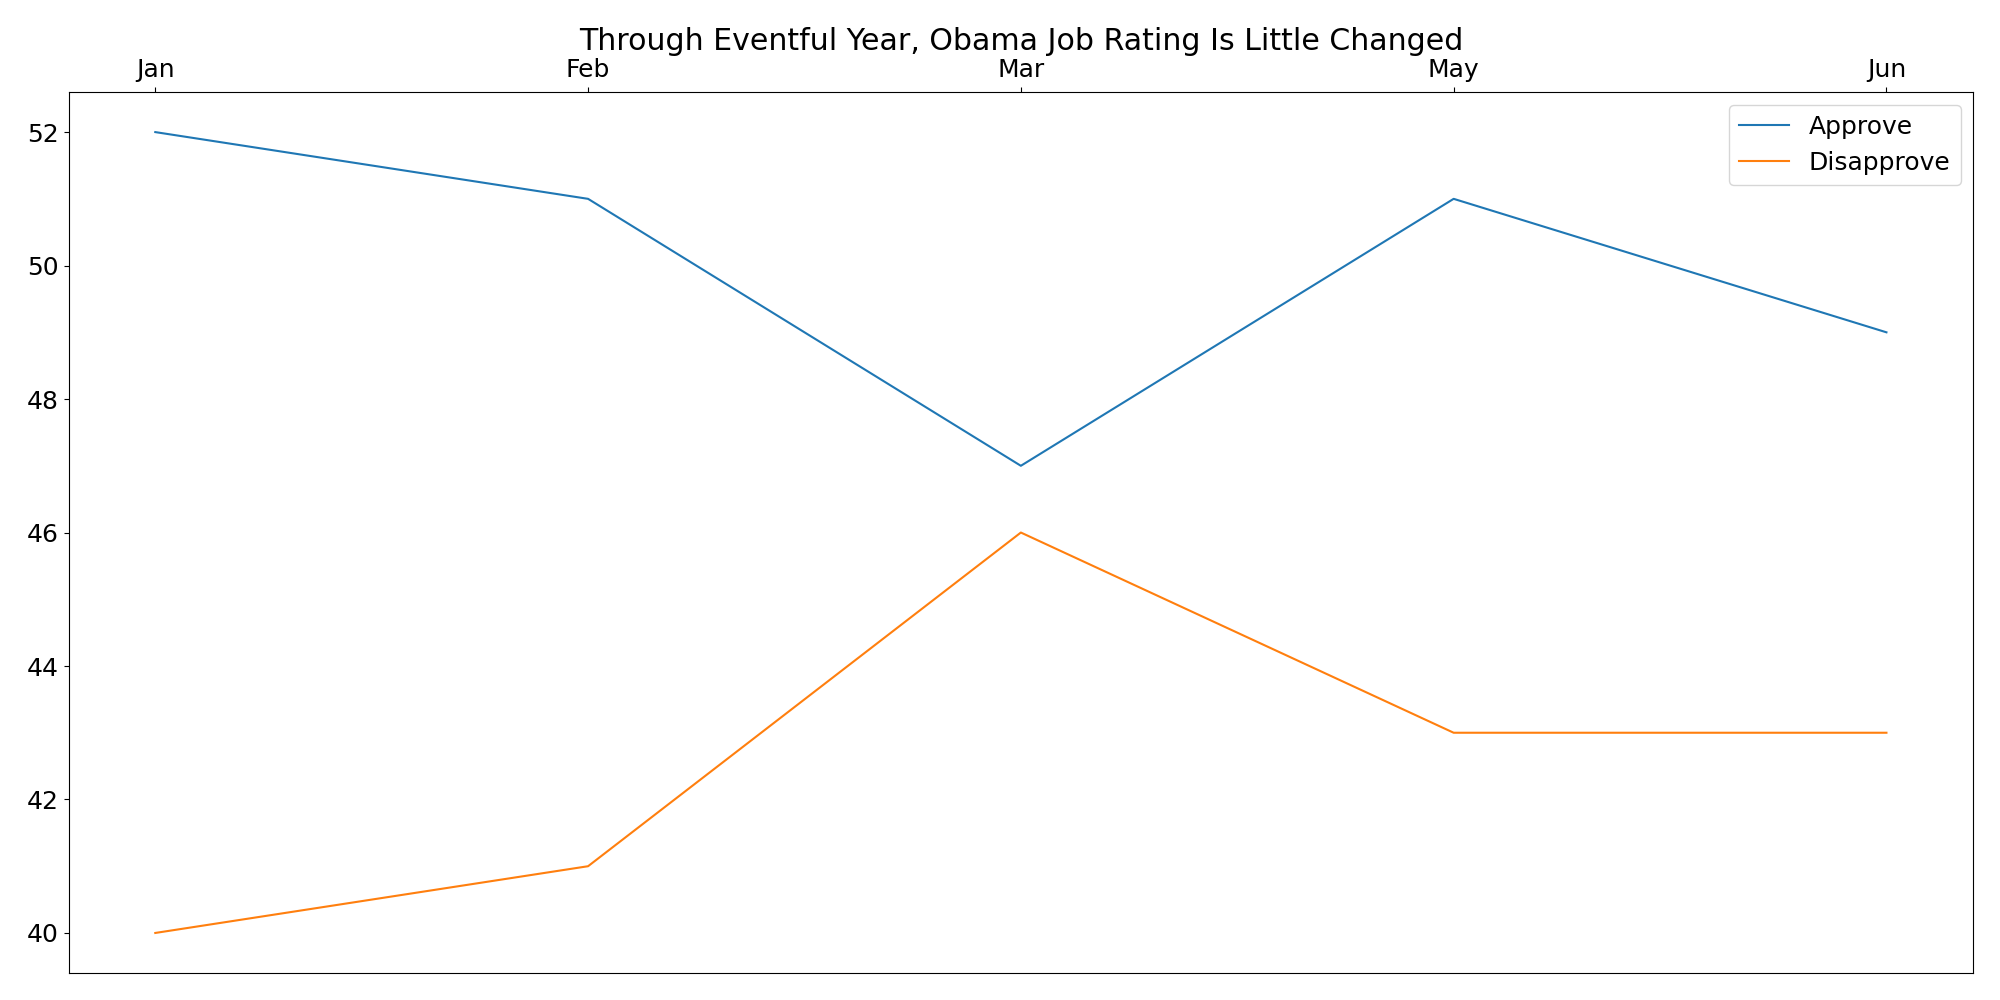 Through Eventful Year, Obama Job Rating Is Little Changed
Jan Feb Mar May Jun
Approve
Disapprove
52
50
48
46
44
42
40